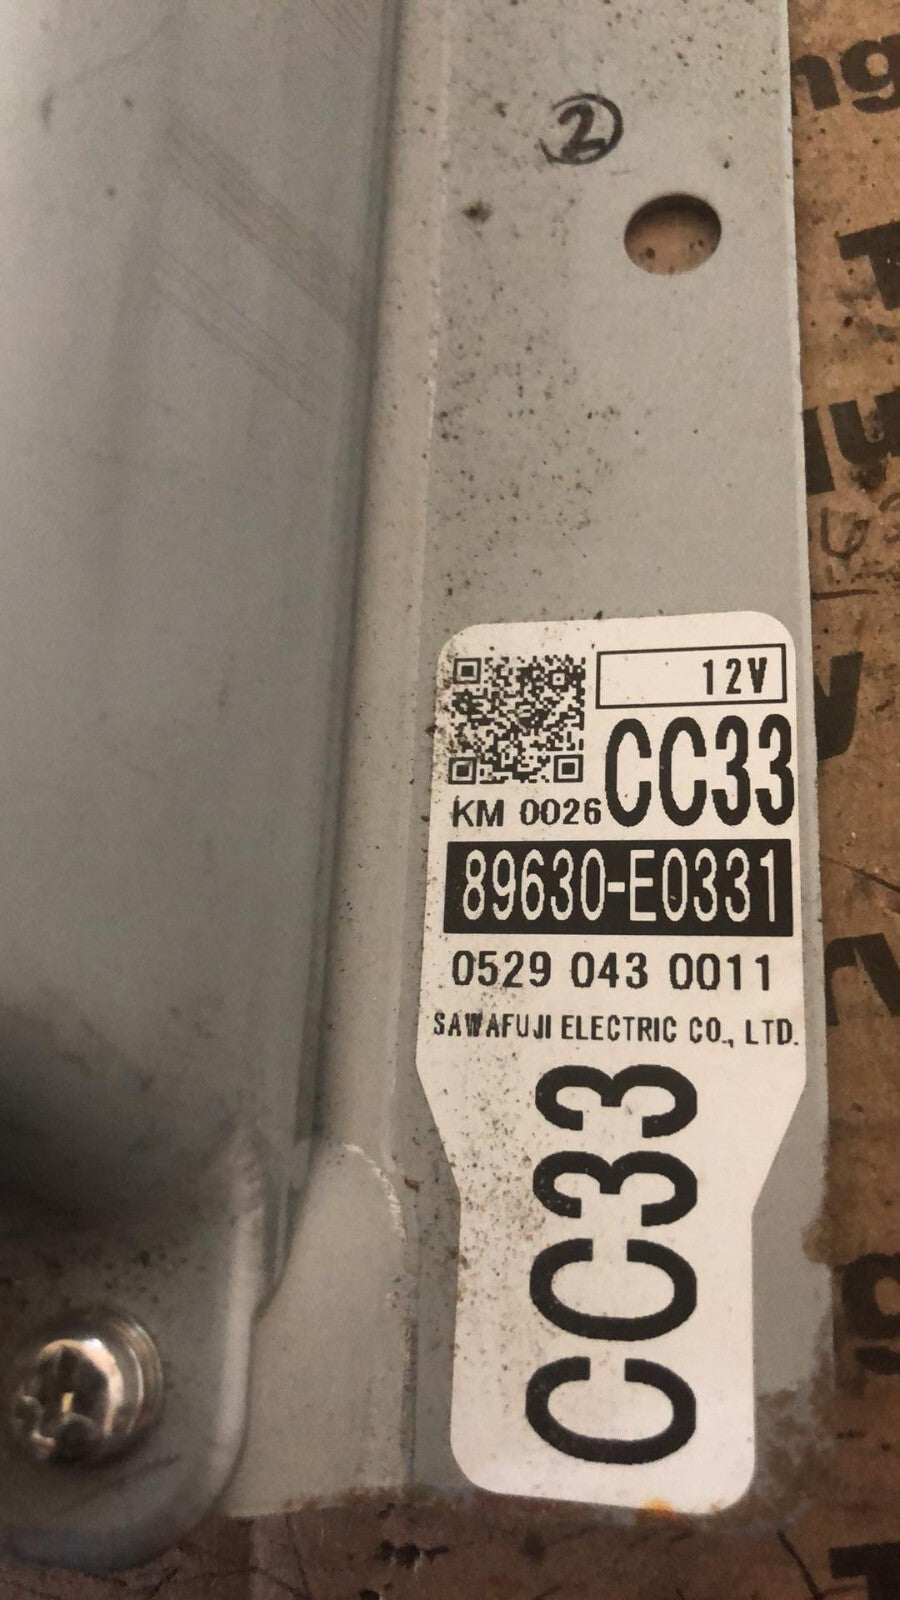 2
12V
CC33
KM 0026
89630-E0331
0529 043 0011
SAWAFUJI ELECTRIC CO., LTD.
CC33